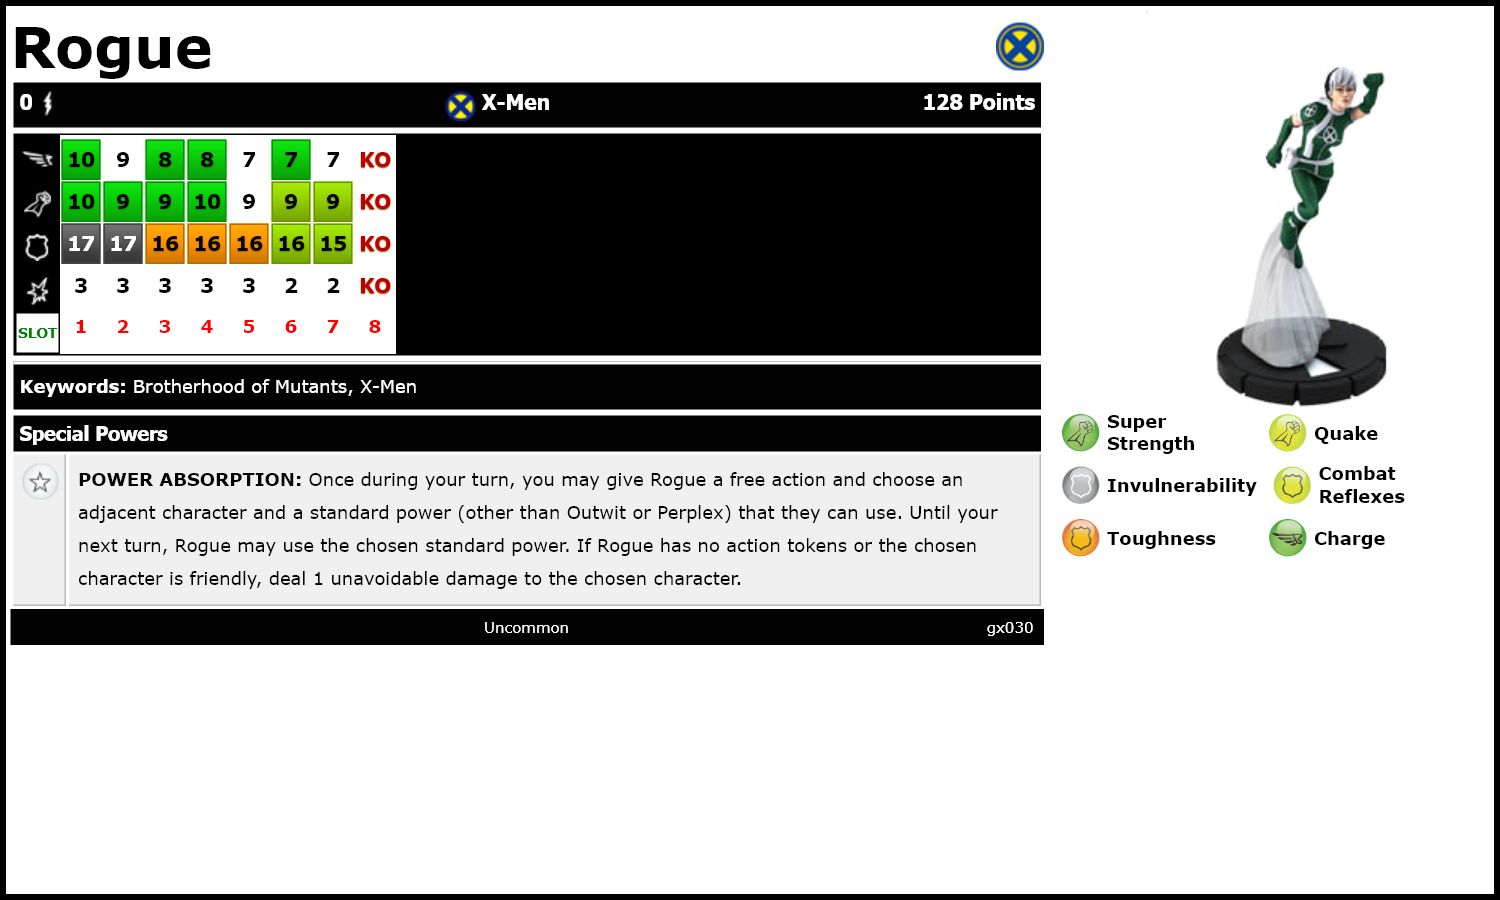 Rogue
0 X-Men 128 Points
10 9 8 8 7 7 7 KO
10 9 9 10 9 9 9 KO
17 17 16 16 16 16 15 KO
3 3 3 3 3 2 2 KO
SLOT 1 2 3 4 5 6 7 8
Keywords: Brotherhood of Mutants, X-Men
Special Powers
POWER ABSORPTION: Once during your turn, you may give Rogue a free action and choose an
adjacent character and a standard power (other than Outwit or Perplex) that they can use. Until your
next turn, Rogue may use the chosen standard power. If Rogue has no action tokens or the chosen
character is friendly, deal 1 unavoidable damage to the chosen character.
Uncommon gx030
Super
Strength
Quake
Invulnerability
Combat
Reflexes
Toughness
Charge